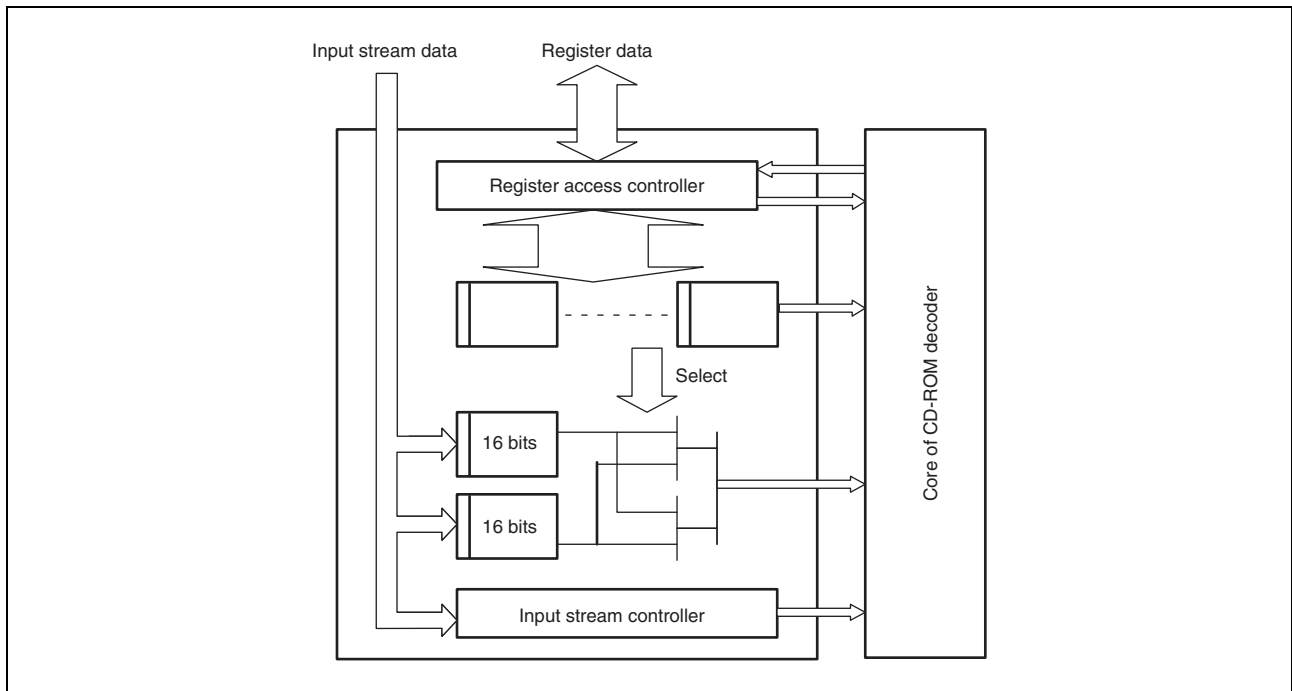 Input stream data
Register data
Register access controller
Select
16 bits
16 bits
Input stream controller
Core of CD-ROM decoder